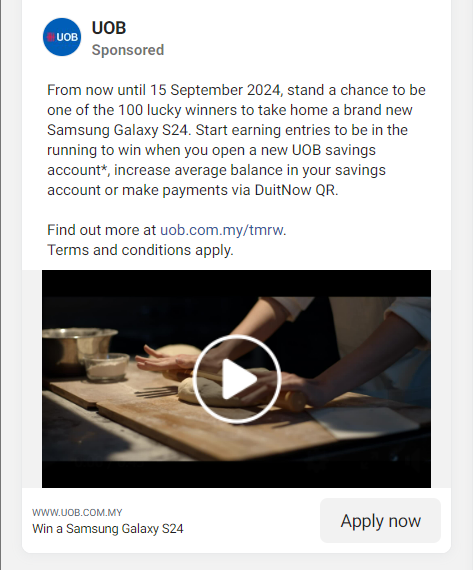 UOB
UOB
Sponsored
From now until 15 September 2024, stand a chance to be
one of the 100 lucky winners to take home a brand new
Samsung Galaxy S24. Start earning entries to be in the
running to win when you open a new UOB savings
account*, increase average balance in your savings
account or make payments via DuitNow QR.
Find out more at uob.com.my/tmrw.
Terms and conditions apply.
WWW.UOB.COM.MY
Win a Samsung Galaxy S24
Apply now